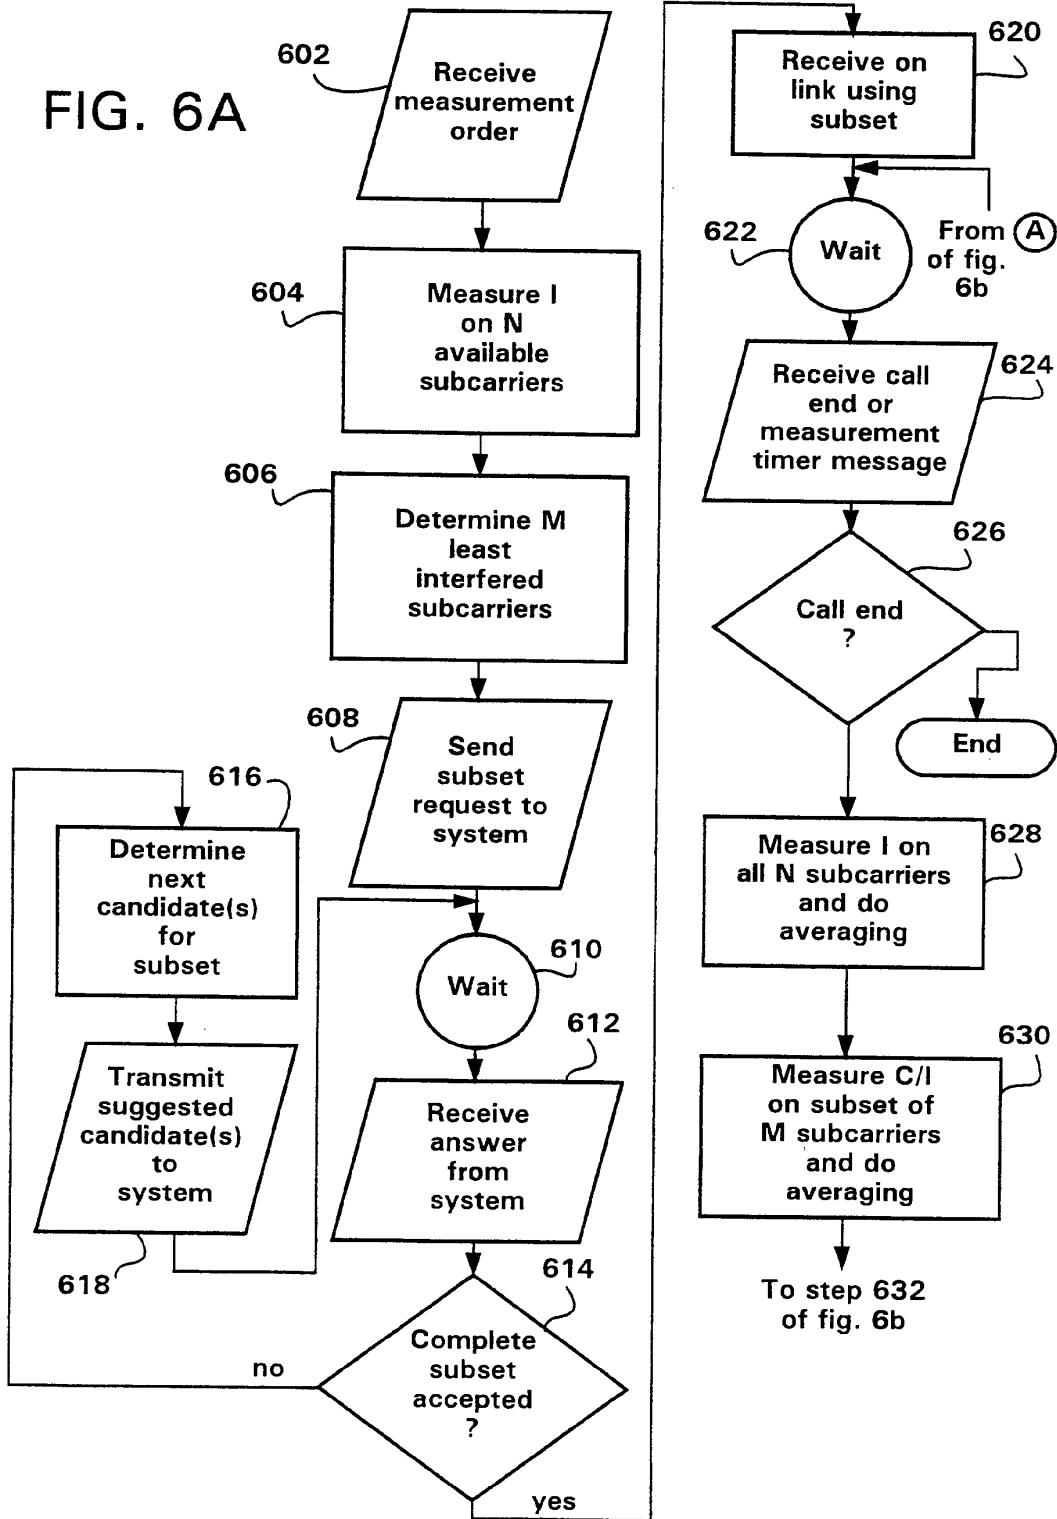 FIG. 6A
602
Receive
measurement
order
604
Measure I
on N
available
subcarriers
606
Determine M
least
interfered
subcarriers
608
Send
subset
request to
system
616
Determine
next
candidate(s)
for
subset
610
Wait
618
Transmit
suggested
candidate(s)
to
system
612
Receive
answer
from
system
614
Complete
subset
accepted
?
no
yes
620
Receive on
link using
subset
622
Wait
From A
of fig.
6b
624
Receive call
end or
measurement
timer message
626
Call end
?
End
628
Measure I on
all N subcarriers
and do
averaging
630
Measure C/I
on subset of
M subcarriers
and do
averaging
To step 632
of fig. 6b